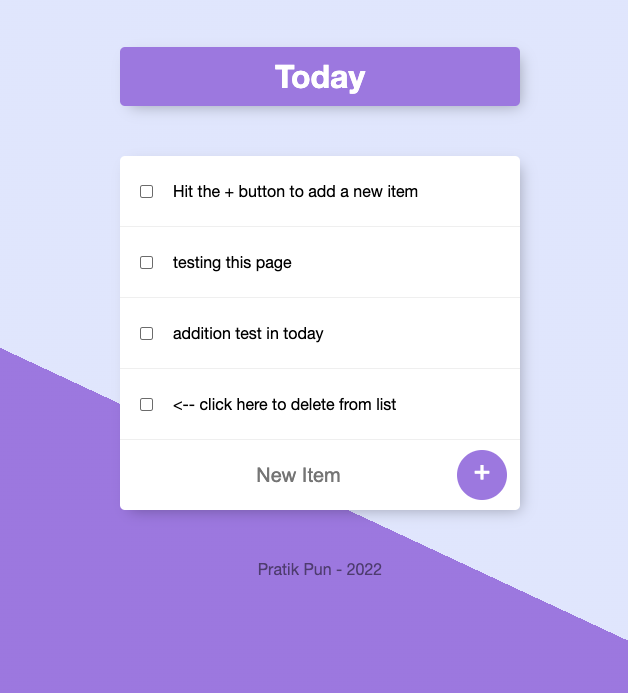 Today
Hit the + button to add a new item
testing this page
addition test in today
<-- click here to delete from list
New Item
+
Pratik Pun - 2022